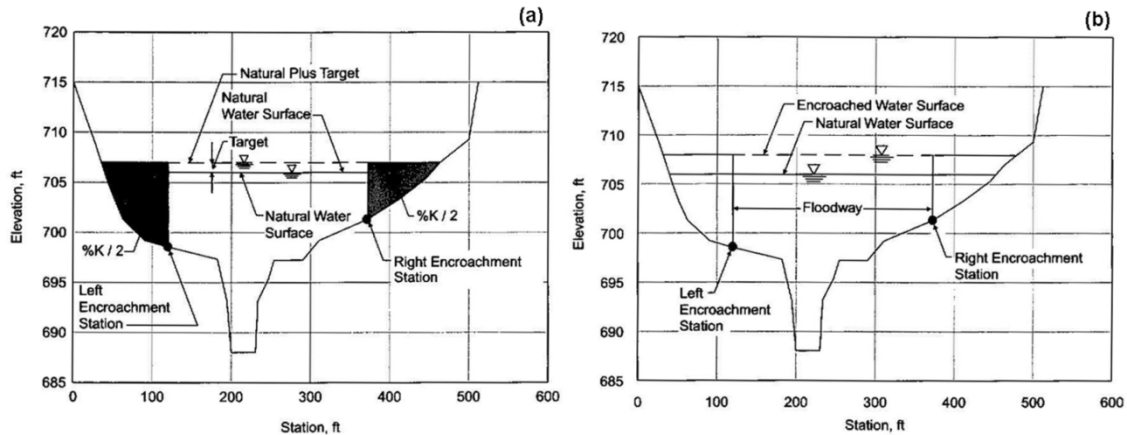 (a)
720
715
710
705
700
695
690
685
Elevation, ft
Natural Plus Target
Natural
Water Surface
Target
Natural Water
Surface
%K / 2
%K / 2
Right Encroachment
Station
Left
Encroachment
Station
0
100
200
300
400
500
600
Station, ft
(b)
720
715
710
705
700
695
690
685
Elevation, ft
Encroached Water Surface
Natural Water Surface
Floodway
Right Encroachment
Station
Left
Encroachment
Station
0
100
200
300
400
500
600
Station, ft